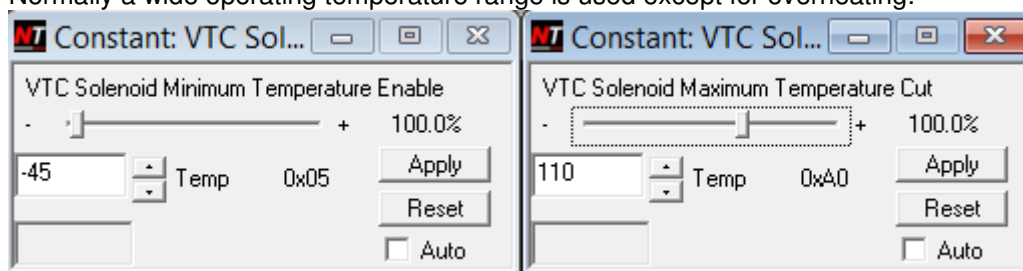 Normally a wide operating temperature range is used except for overheating.
NT Constant: VTC Sol...
VTC Solenoid Minimum Temperature Enable
- + 100.0%
-45 Temp 0x05 Apply
Reset
Auto
NT Constant: VTC Sol...
VTC Solenoid Maximum Temperature Cut
- + 100.0%
110 Temp 0xA0 Apply
Reset
Auto